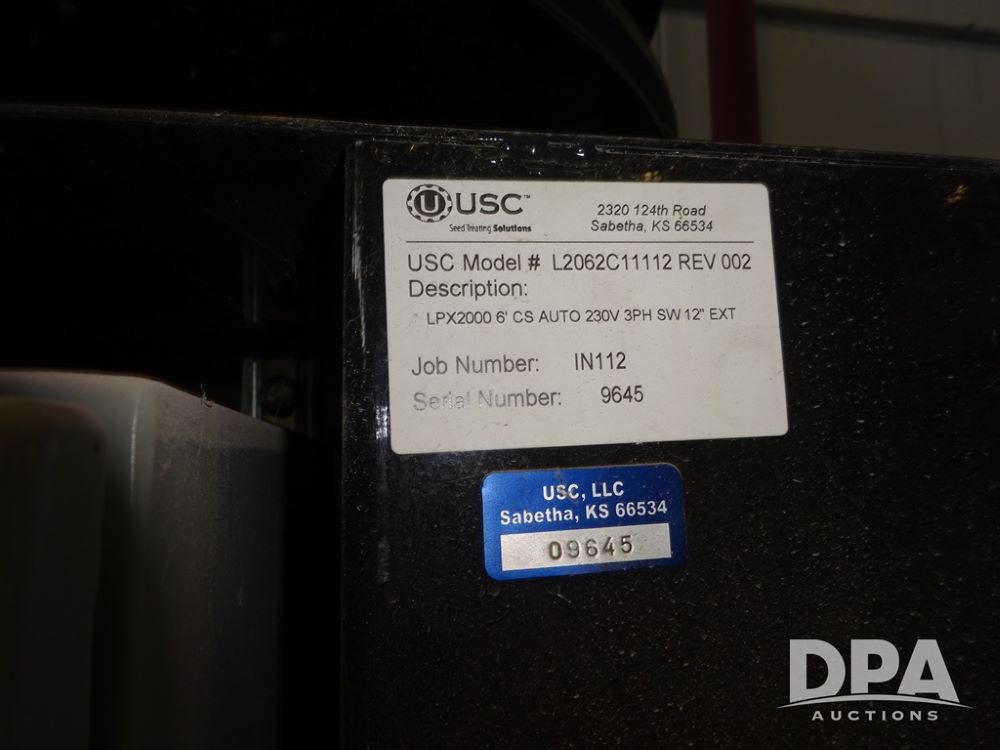 USC™
Seed Treating Solutions
2320 124th Road
Sabetha, KS 66534
USC Model # L2062C11112 REV 002
Description:
LPX2000 6' CS AUTO 230V 3PH SW 12" EXT
Job Number: IN112
Serial Number: 9645
USC, LLC
Sabetha, KS 66534
09645
DPA
AUCTIONS